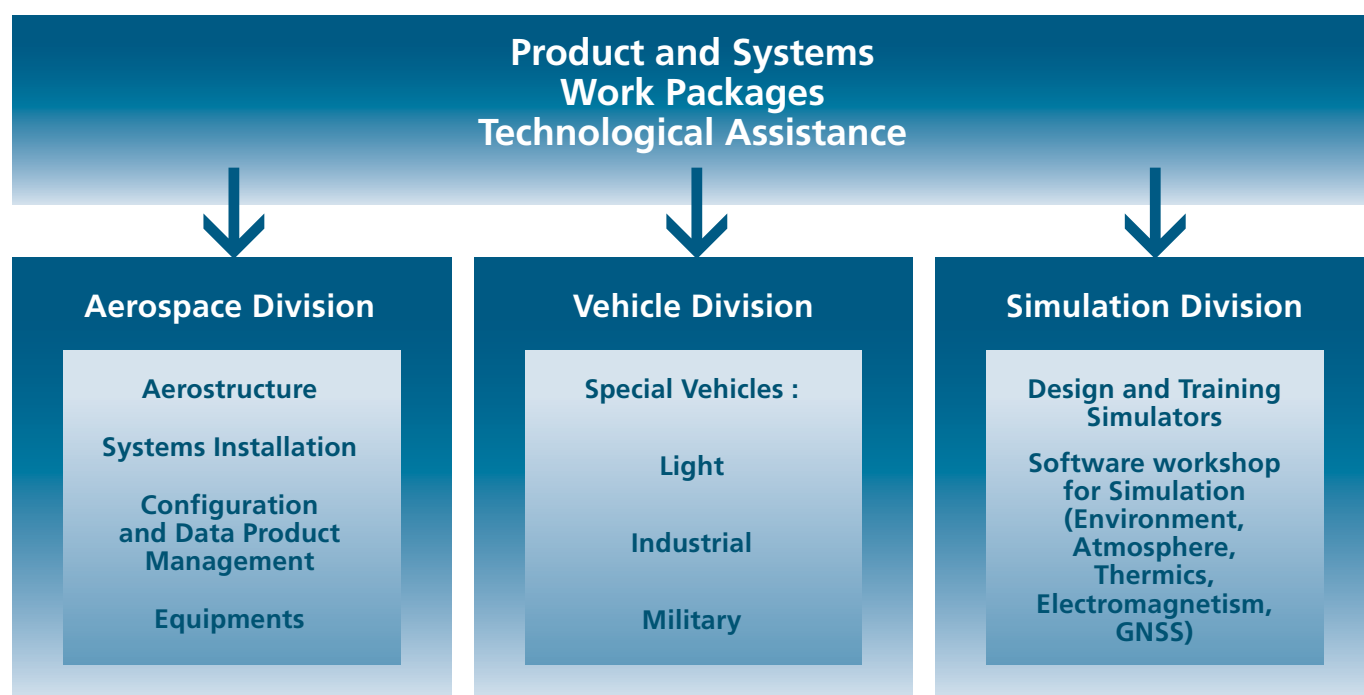 Product and Systems
Work Packages
Technological Assistance
Aerospace Division
Aerostructure
Systems Installation
Configuration
and Data Product
Management
Equipments
Vehicle Division
Special Vehicles :
Light
Industrial
Military
Simulation Division
Design and Training
Simulators
Software workshop
for Simulation
(Environment,
Atmosphere,
Thermics,
Electromagnetism,
GNSS)